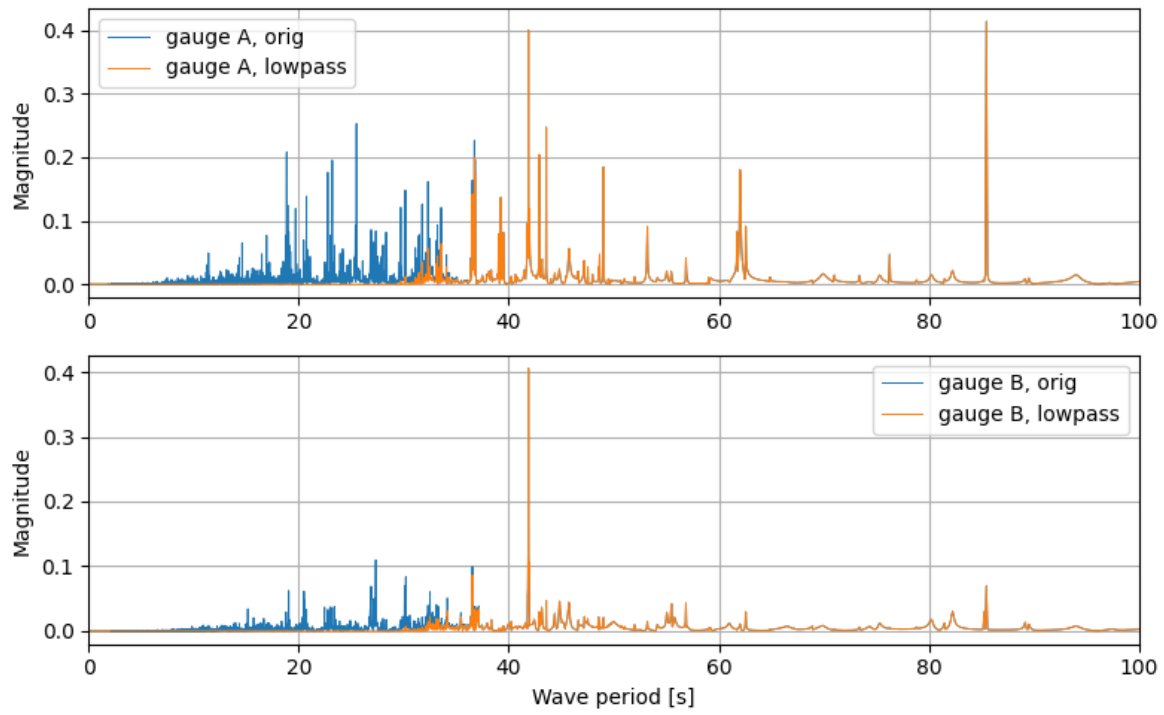 gauge A, orig
gauge A, lowpass
Magnitude
0.4
0.3
0.2
0.1
0.0
0 20 40 60 80 100
gauge B, orig
gauge B, lowpass
Magnitude
0.4
0.3
0.2
0.1
0.0
0 20 40 60 80 100
Wave period [s]